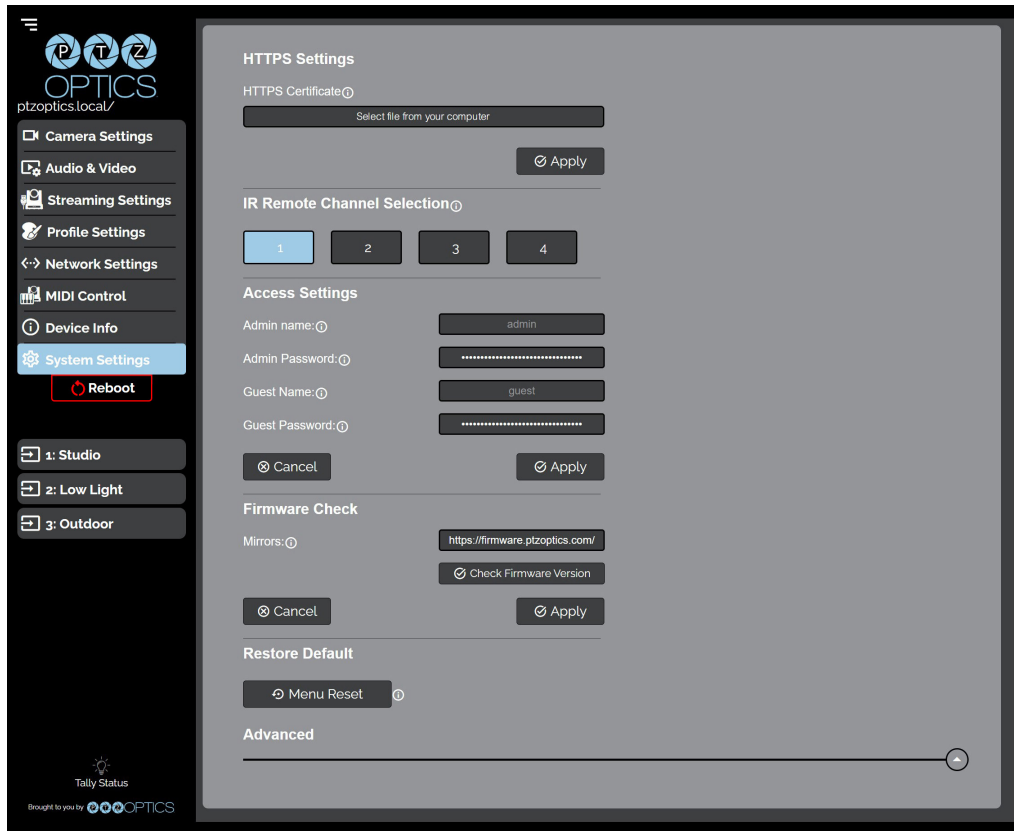 PTZ
OPTICS
ptzoptics.local/
Camera Settings
Audio & Video
Streaming Settings
Profile Settings
Network Settings
MIDI Control
Device Info
System Settings
Reboot
1: Studio
2: Low Light
3: Outdoor
Tally Status
Brought to you by PTZ OPTICS
HTTPS Settings
HTTPS Certificate
Select file from your computer
Apply
IR Remote Channel Selection
1 2 3 4
Access Settings
Admin name: admin
Admin Password: ••••••••••••••••••••••••••••••••
Guest Name: guest
Guest Password: ••••••••••••••••••••••••••••••••
Cancel Apply
Firmware Check
Mirrors: https://firmware.ptzoptics.com/
Check Firmware Version
Cancel Apply
Restore Default
Menu Reset
Advanced